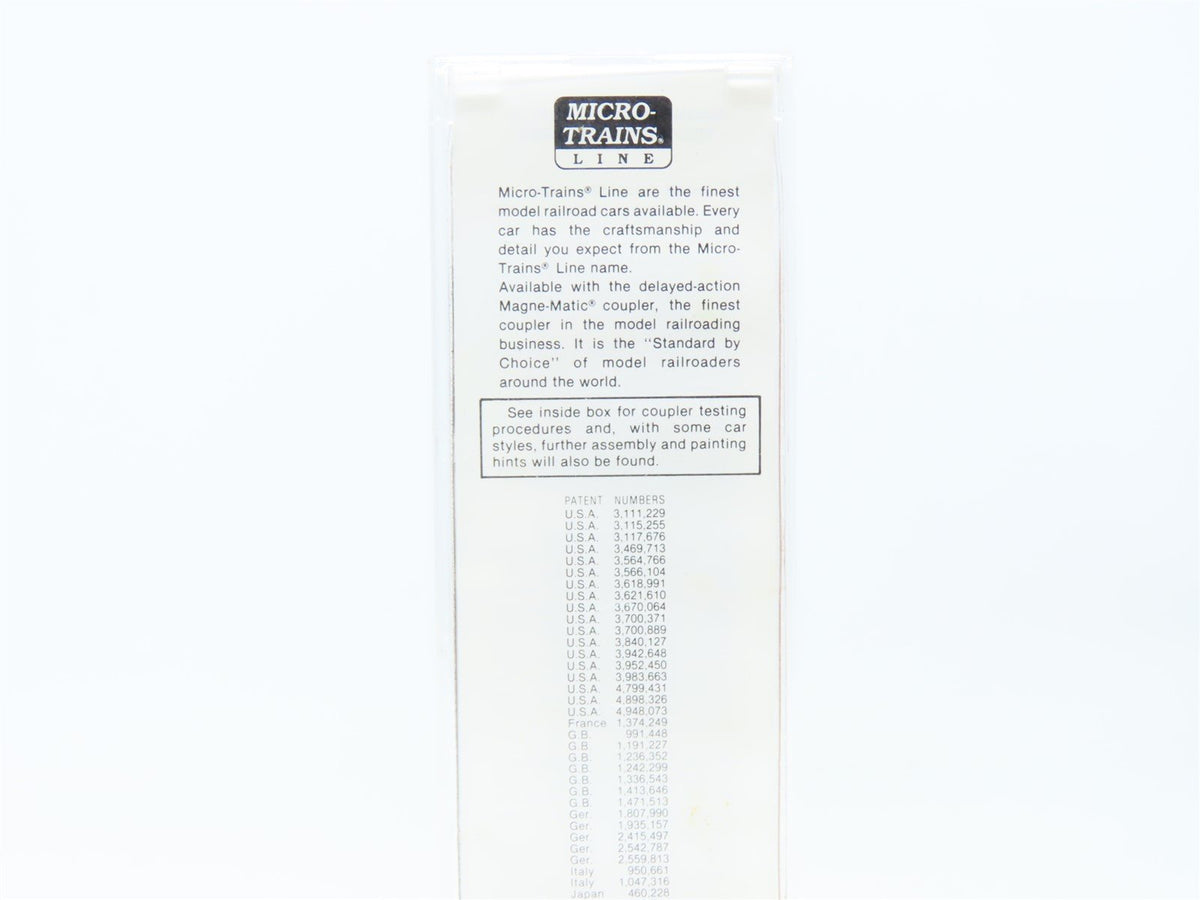 MICRO-
TRAINS®
LINE
Micro-Trains® Line are the finest
model railroad cars available. Every
car has the craftsmanship and
detail you expect from the Micro-
Trains® Line name.
Available with the delayed-action
Magne-Matic® coupler, the finest
coupler in the model railroading
business. It is the "Standard by
Choice" of model railroaders
around the world.
See inside box for coupler testing
procedures and, with some car
styles, further assembly and painting
hints will also be found.
PATENT NUMBERS
U.S.A. 3,111,229
U.S.A. 3,115,255
U.S.A. 3,117,676
U.S.A. 3,469,713
U.S.A. 3,564,766
U.S.A. 3,566,104
U.S.A. 3,618,991
U.S.A. 3,621,610
U.S.A. 3,670,064
U.S.A. 3,700,371
U.S.A. 3,700,889
U.S.A. 3,840,127
U.S.A. 3,942,648
U.S.A. 3,952,450
U.S.A. 3,983,663
U.S.A. 4,799,431
U.S.A. 4,898,326
U.S.A. 4,948,073
France 1,374,249
G.B. 991,448
G.B. 1,191,227
G.B. 1,236,352
G.B. 1,242,299
G.B. 1,336,543
G.B. 1,413,646
G.B. 1,471,513
Ger. 1,807,990
Ger. 1,935,157
Ger. 2,415,497
Ger. 2,542,787
Ger. 2,559,813
Italy 950,661
Italy 1,047,316
Japan 460,228